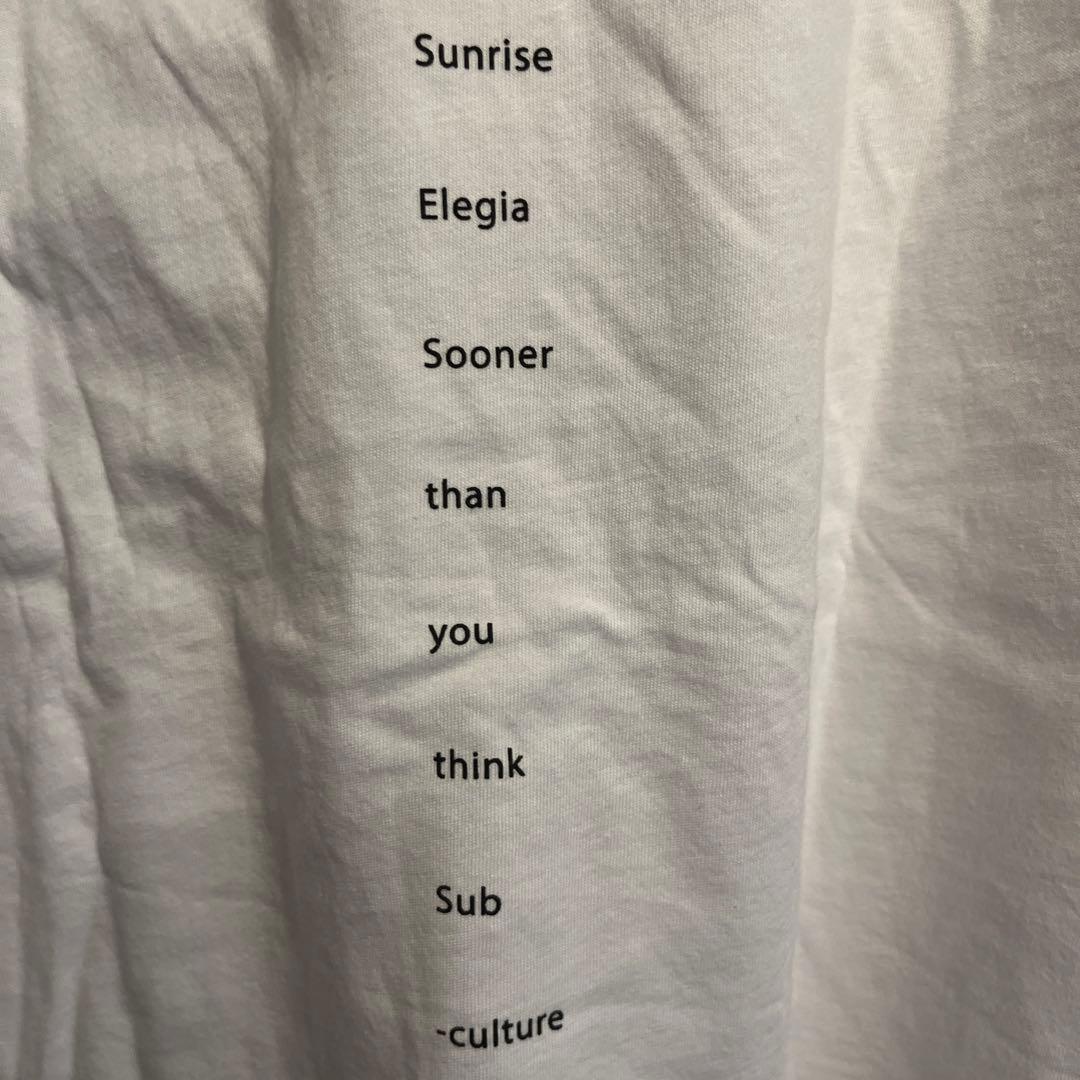 Sunrise
Elegia
Sooner
than
you
think
Sub
-culture